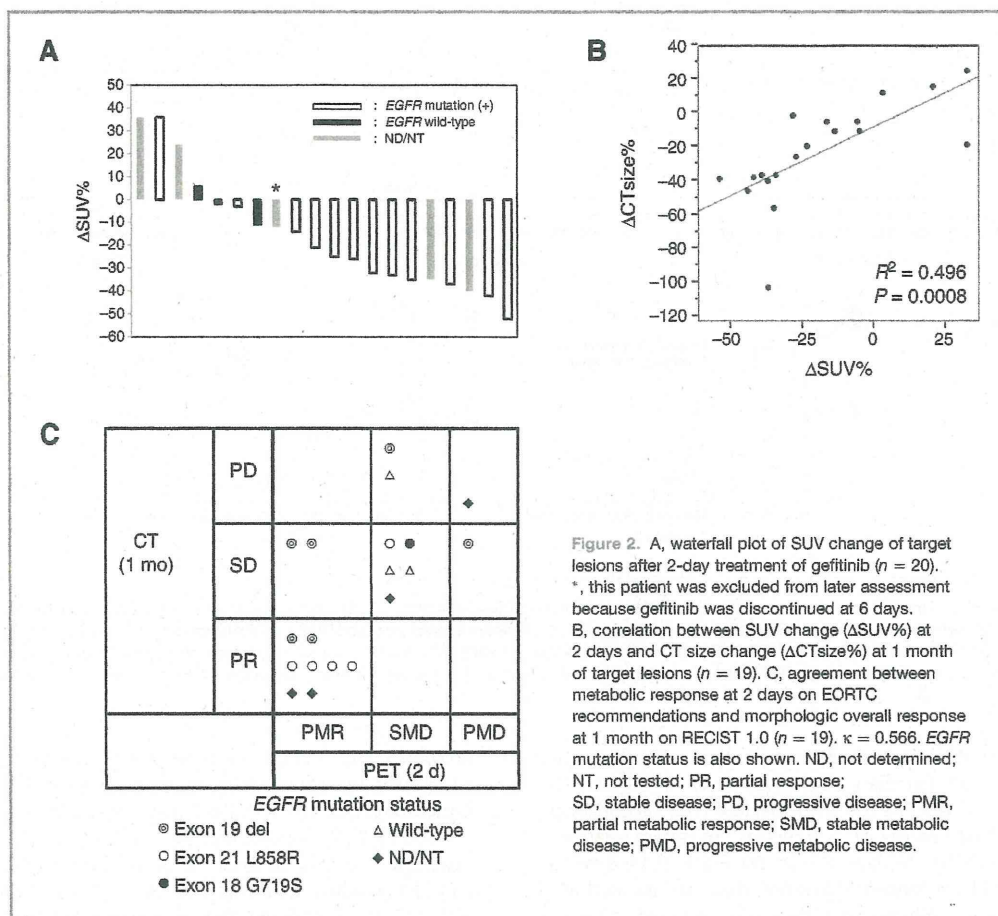 A
50
40
30
20
10
0
−10
−20
−30
−40
−50
−60
ΔSUV%
: EGFR mutation (+)
: EGFR wild-type
: ND/NT
*
B
40
20
0
−20
−40
−60
−80
−100
−120
ΔCTsize%
R² = 0.496
P = 0.0008
−50
−25
0
25
ΔSUV%
C
CT
(1 mo)
PD
SD
PR
PMR
SMD
PMD
PET (2 d)
EGFR mutation status
Exon 19 del
Wild-type
Exon 21 L858R
ND/NT
Exon 18 G719S
Figure 2. A, waterfall plot of SUV change of target
lesions after 2-day treatment of gefitinib (n = 20).
*, this patient was excluded from later assessment
because gefitinib was discontinued at 6 days.
B, correlation between SUV change (ΔSUV%) at
2 days and CT size change (ΔCTsize%) at 1 month
of target lesions (n = 19). C, agreement between
metabolic response at 2 days on EORTC
recommendations and morphologic overall response
at 1 month on RECIST 1.0 (n = 19). κ = 0.566. EGFR
mutation status is also shown. ND, not determined;
NT, not tested; PR, partial response;
SD, stable disease; PD, progressive disease; PMR,
partial metabolic response; SMD, stable metabolic
disease; PMD, progressive metabolic disease.